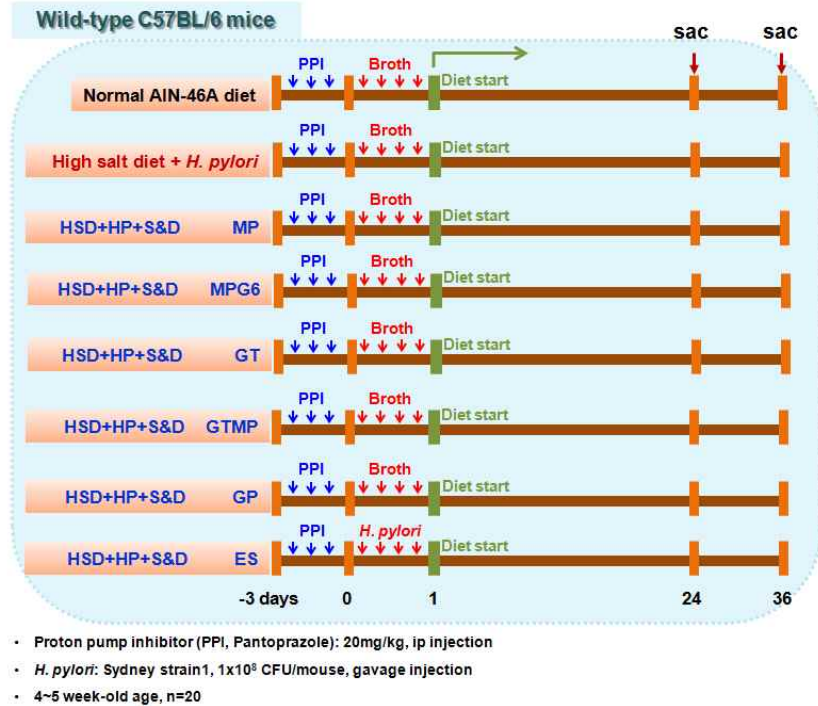 Wild-type C57BL/6 mice
sac sac
PPI Broth
Normal AIN-46A diet Diet start
PPI Broth
High salt diet + H. pylori Diet start
PPI Broth
HSD+HP+S&D MP Diet start
PPI Broth
HSD+HP+S&D MPG6 Diet start
PPI Broth
HSD+HP+S&D GT Diet start
PPI Broth
HSD+HP+S&D GTMP Diet start
PPI Broth
HSD+HP+S&D GP Diet start
PPI H. pylori
HSD+HP+S&D ES Diet start
-3 days 0 1 24 36
• Proton pump inhibitor (PPI, Pantoprazole): 20mg/kg, ip injection
• H. pylori: Sydney strain1, 1x10⁸ CFU/mouse, gavage injection
• 4~5 week-old age, n=20